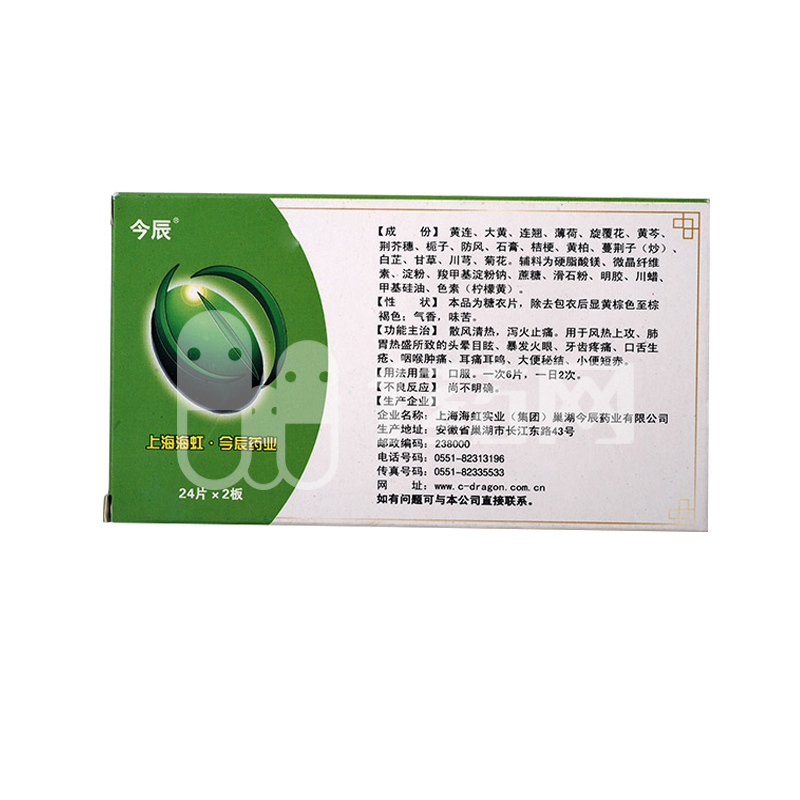 今辰®
上海海虹·今辰药业
24片×2板
【成 份】 黄连、大黄、连翘、薄荷、旋覆花、黄芩、
荆芥穗、栀子、防风、石膏、桔梗、黄柏、蔓荆子（炒）、
白芷、甘草、川芎、菊花。辅料为硬脂酸镁、微晶纤维
素、淀粉、羧甲基淀粉钠、蔗糖、滑石粉、明胶、川蜡、
甲基硅油、色素（柠檬黄）。
【性 状】 本品为糖衣片，除去包衣后显黄棕色至棕
褐色；气香，味苦。
【功能主治】 散风清热，泻火止痛。用于风热上攻、肺
胃热盛所致的头晕目眩、暴发火眼、牙齿疼痛、口舌生
疮、咽喉肿痛、耳痛耳鸣、大便秘结、小便短赤。
【用法用量】 口服。一次6片，一日2次。
【不良反应】 尚不明确。
【生产企业】
企业名称：上海海虹实业（集团）巢湖今辰药业有限公司
生产地址：安徽省巢湖市长江东路43号
邮政编码：238000
电话号码：0551-82313196
传真号码：0551-82335533
网 址：www.c-dragon.com.cn
如有问题可与本公司直接联系。